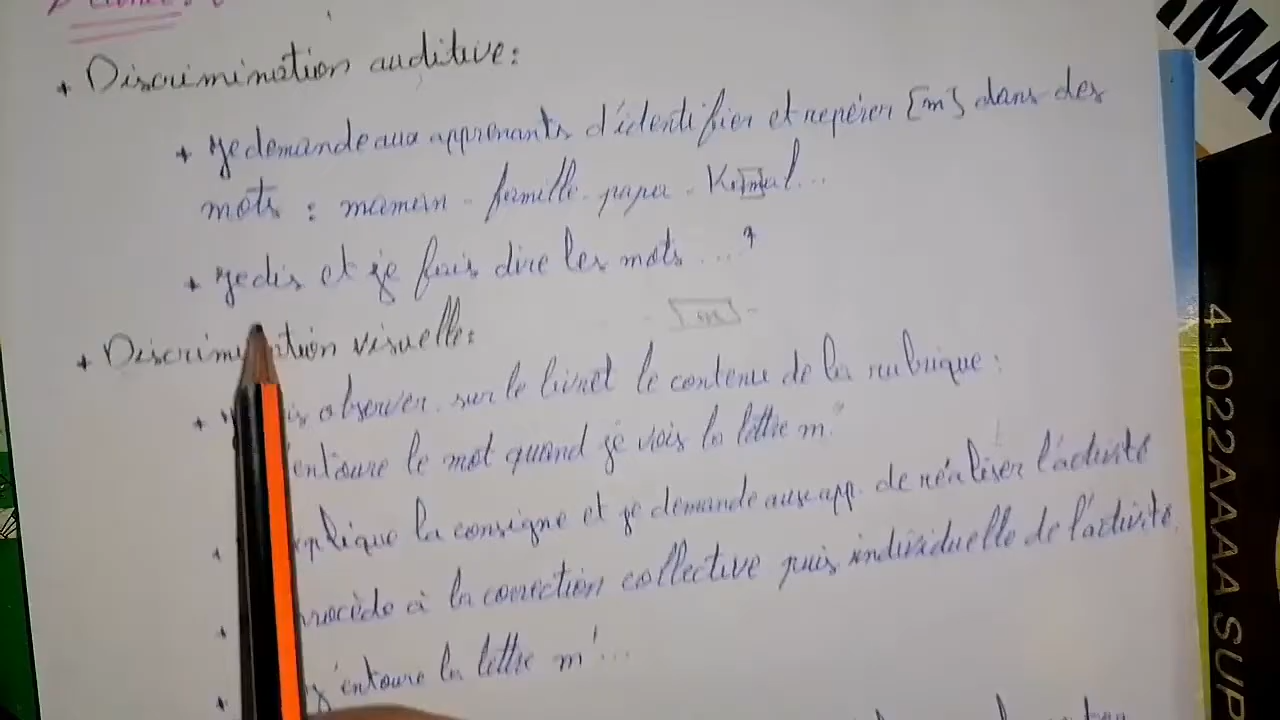 + Discrimination auditive :
+ Je demande aux apprenants d'identifier et repérer [m] dans des
mots : maman - famille - papa - Kamal...
+ Je dis et je fais dire les mots ...
[m]
+ Discrimination visuelle :
+ observer sur le livret le contenu de la rubrique :
entoure le mot quand je vois la lettre m"
la consigne et je demande aux app. de réaliser l'activité
à la correction collective puis individuelle de l'activité.
j'entoure la lettre m'...
RMA
41022AAAA SUP